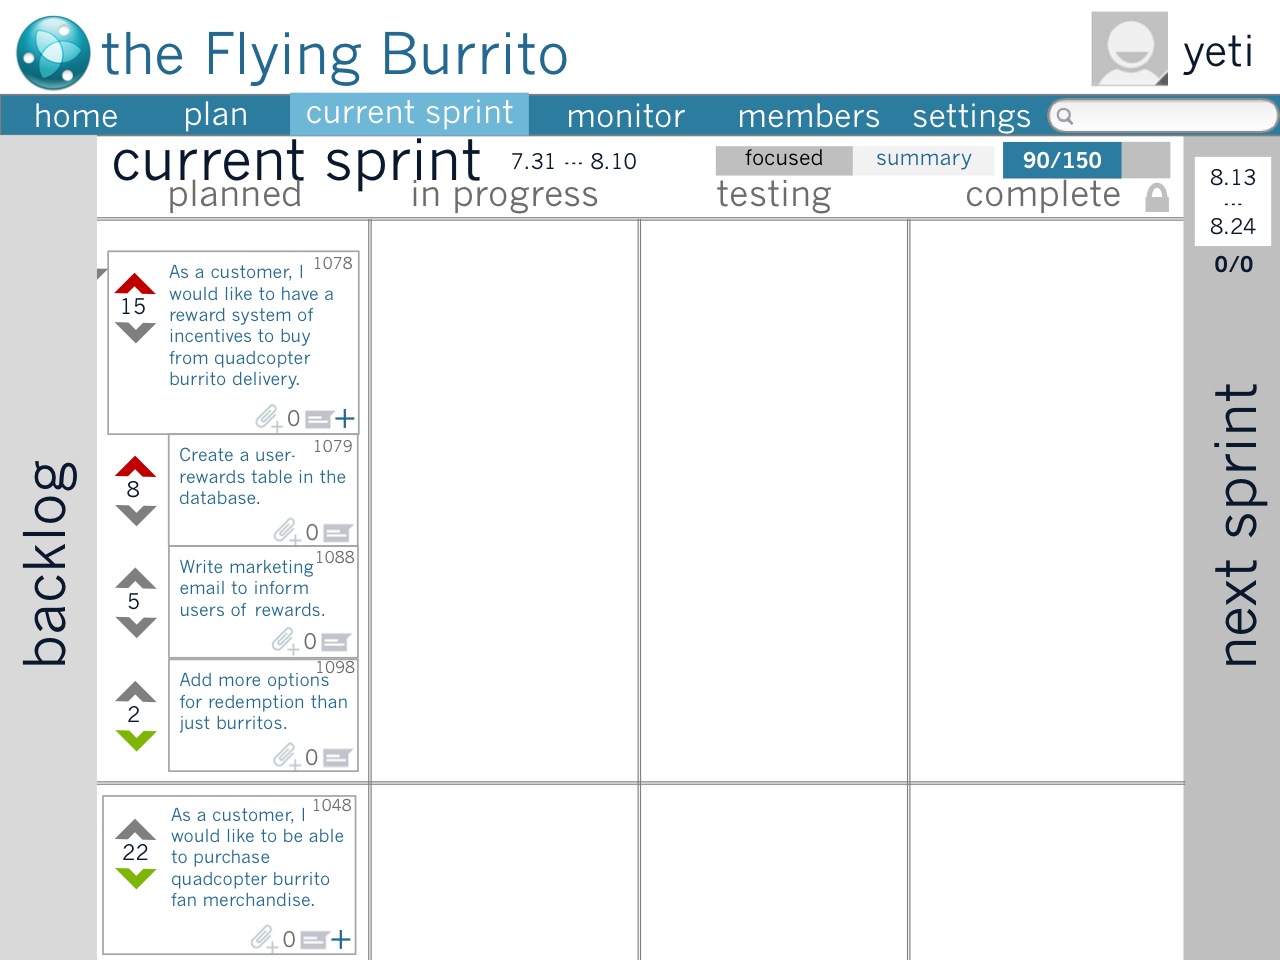 the Flying Burrito
yeti
home plan current sprint monitor members settings
current sprint 7.31 --- 8.10 focused summary 90/150
planned in progress testing complete
8.13
...
8.24
0/0
backlog
next sprint
1078
15
As a customer, I
would like to have a
reward system of
incentives to buy
from quadcopter
burrito delivery.
0
1079
8
Create a user-
rewards table in the
database.
0
1088
5
Write marketing
email to inform
users of rewards.
0
1098
2
Add more options
for redemption than
just burritos.
0
1048
22
As a customer, I
would like to be able
to purchase
quadcopter burrito
fan merchandise.
0